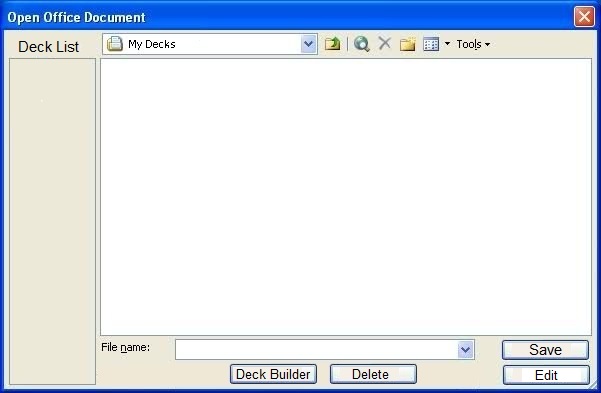 Open Office Document
Deck List
My Decks
Tools
File name:
Save
Deck Builder
Delete
Edit